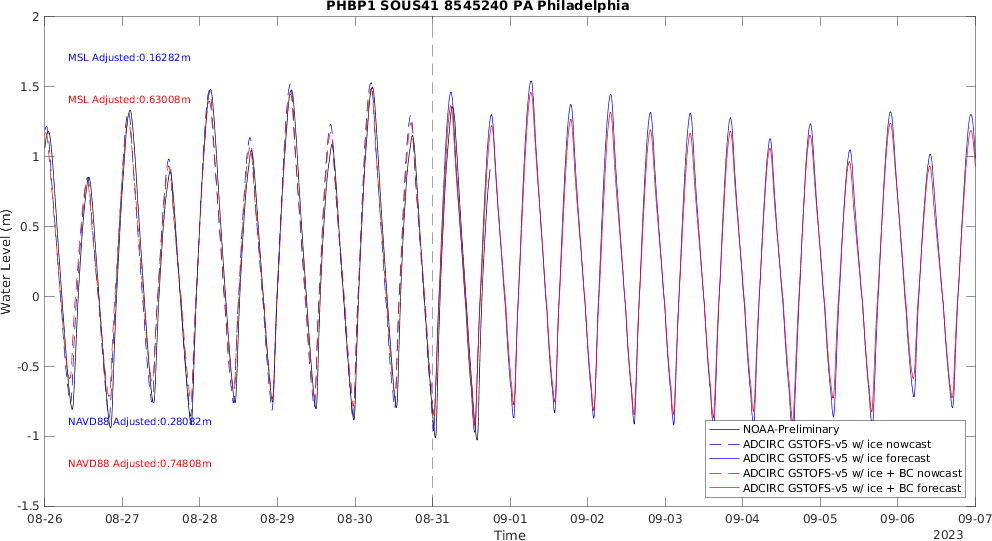 PHBP1 SOUS41 8545240 PA Philadelphia
2
1.5
1
0.5
0
-0.5
-1
-1.5
Water Level (m)
MSL Adjusted:0.16282m
MSL Adjusted:0.63008m
NAVD88 Adjusted:0.28082m
NAVD88 Adjusted:0.74808m
NOAA-Preliminary
ADCIRC GSTOFS-v5 w/ ice nowcast
ADCIRC GSTOFS-v5 w/ ice forecast
ADCIRC GSTOFS-v5 w/ ice + BC nowcast
ADCIRC GSTOFS-v5 w/ ice + BC forecast
08-26 08-27 08-28 08-29 08-30 08-31 09-01 09-02 09-03 09-04 09-05 09-06 09-07
Time
2023